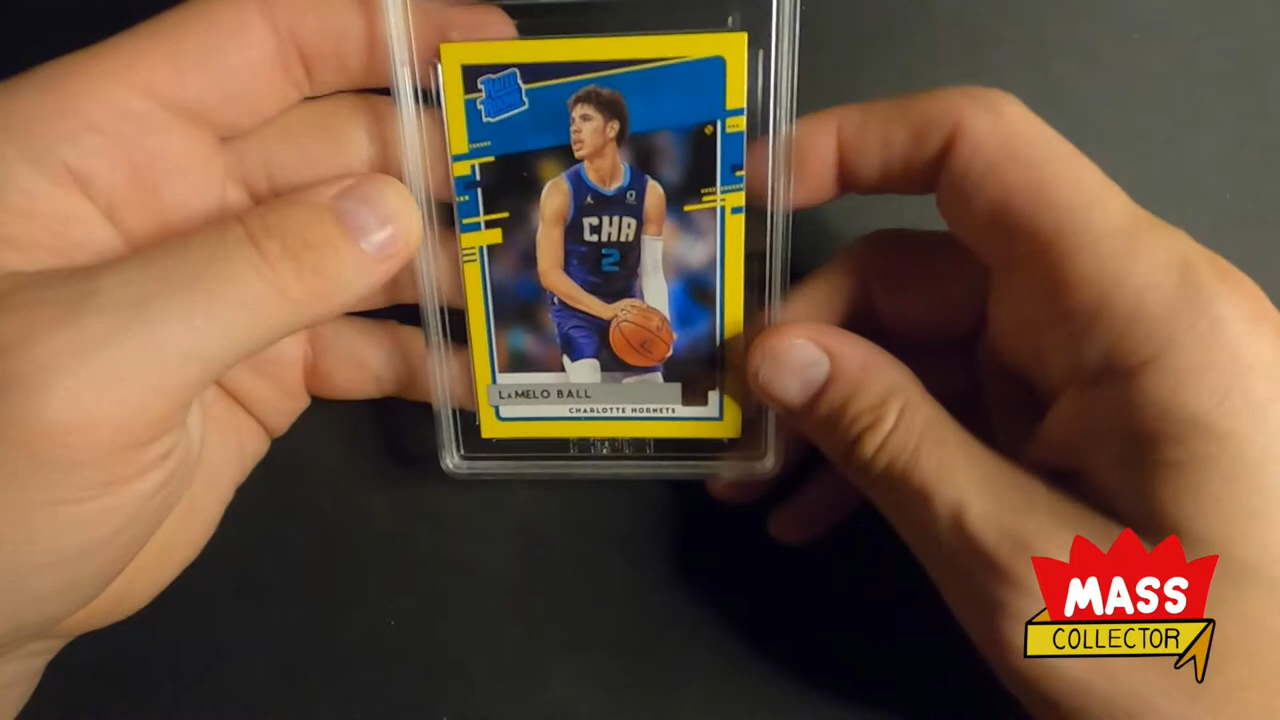 RATED
ROOKIE
CHA
2
LaMELO BALL
CHARLOTTE HORNETS
MASS
COLLECTOR